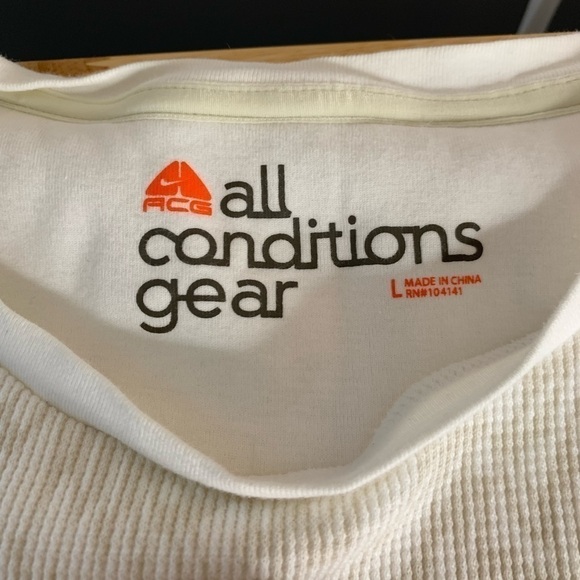 ACG all
conditions
gear
L MADE IN CHINA
RN#104141